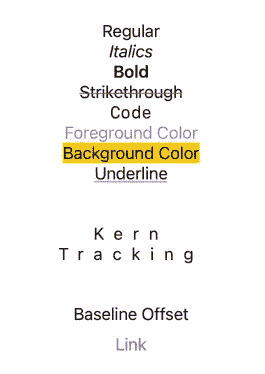 Regular
Italics
Bold
Strikethrough
Code
Foreground Color
Background Color
Underline
Kern
Tracking
Baseline Offset
Link